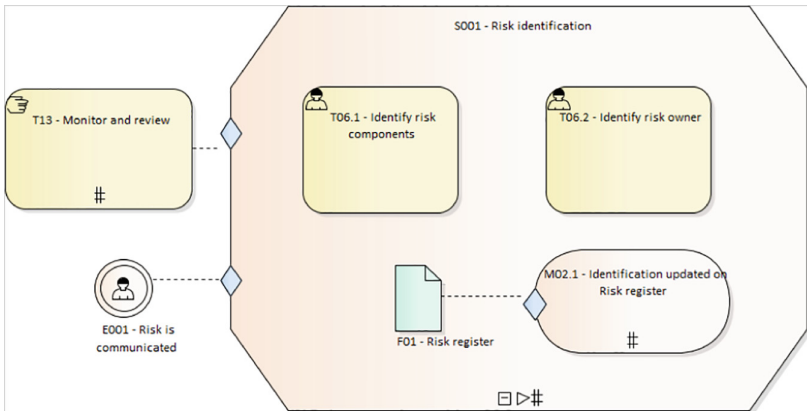 S001 - Risk identification
T13 - Monitor and review
T06.1 - Identify risk
components
T06.2 - Identify risk owner
E001 - Risk is
communicated
F01 - Risk register
M02.1 - Identification updated on
Risk register